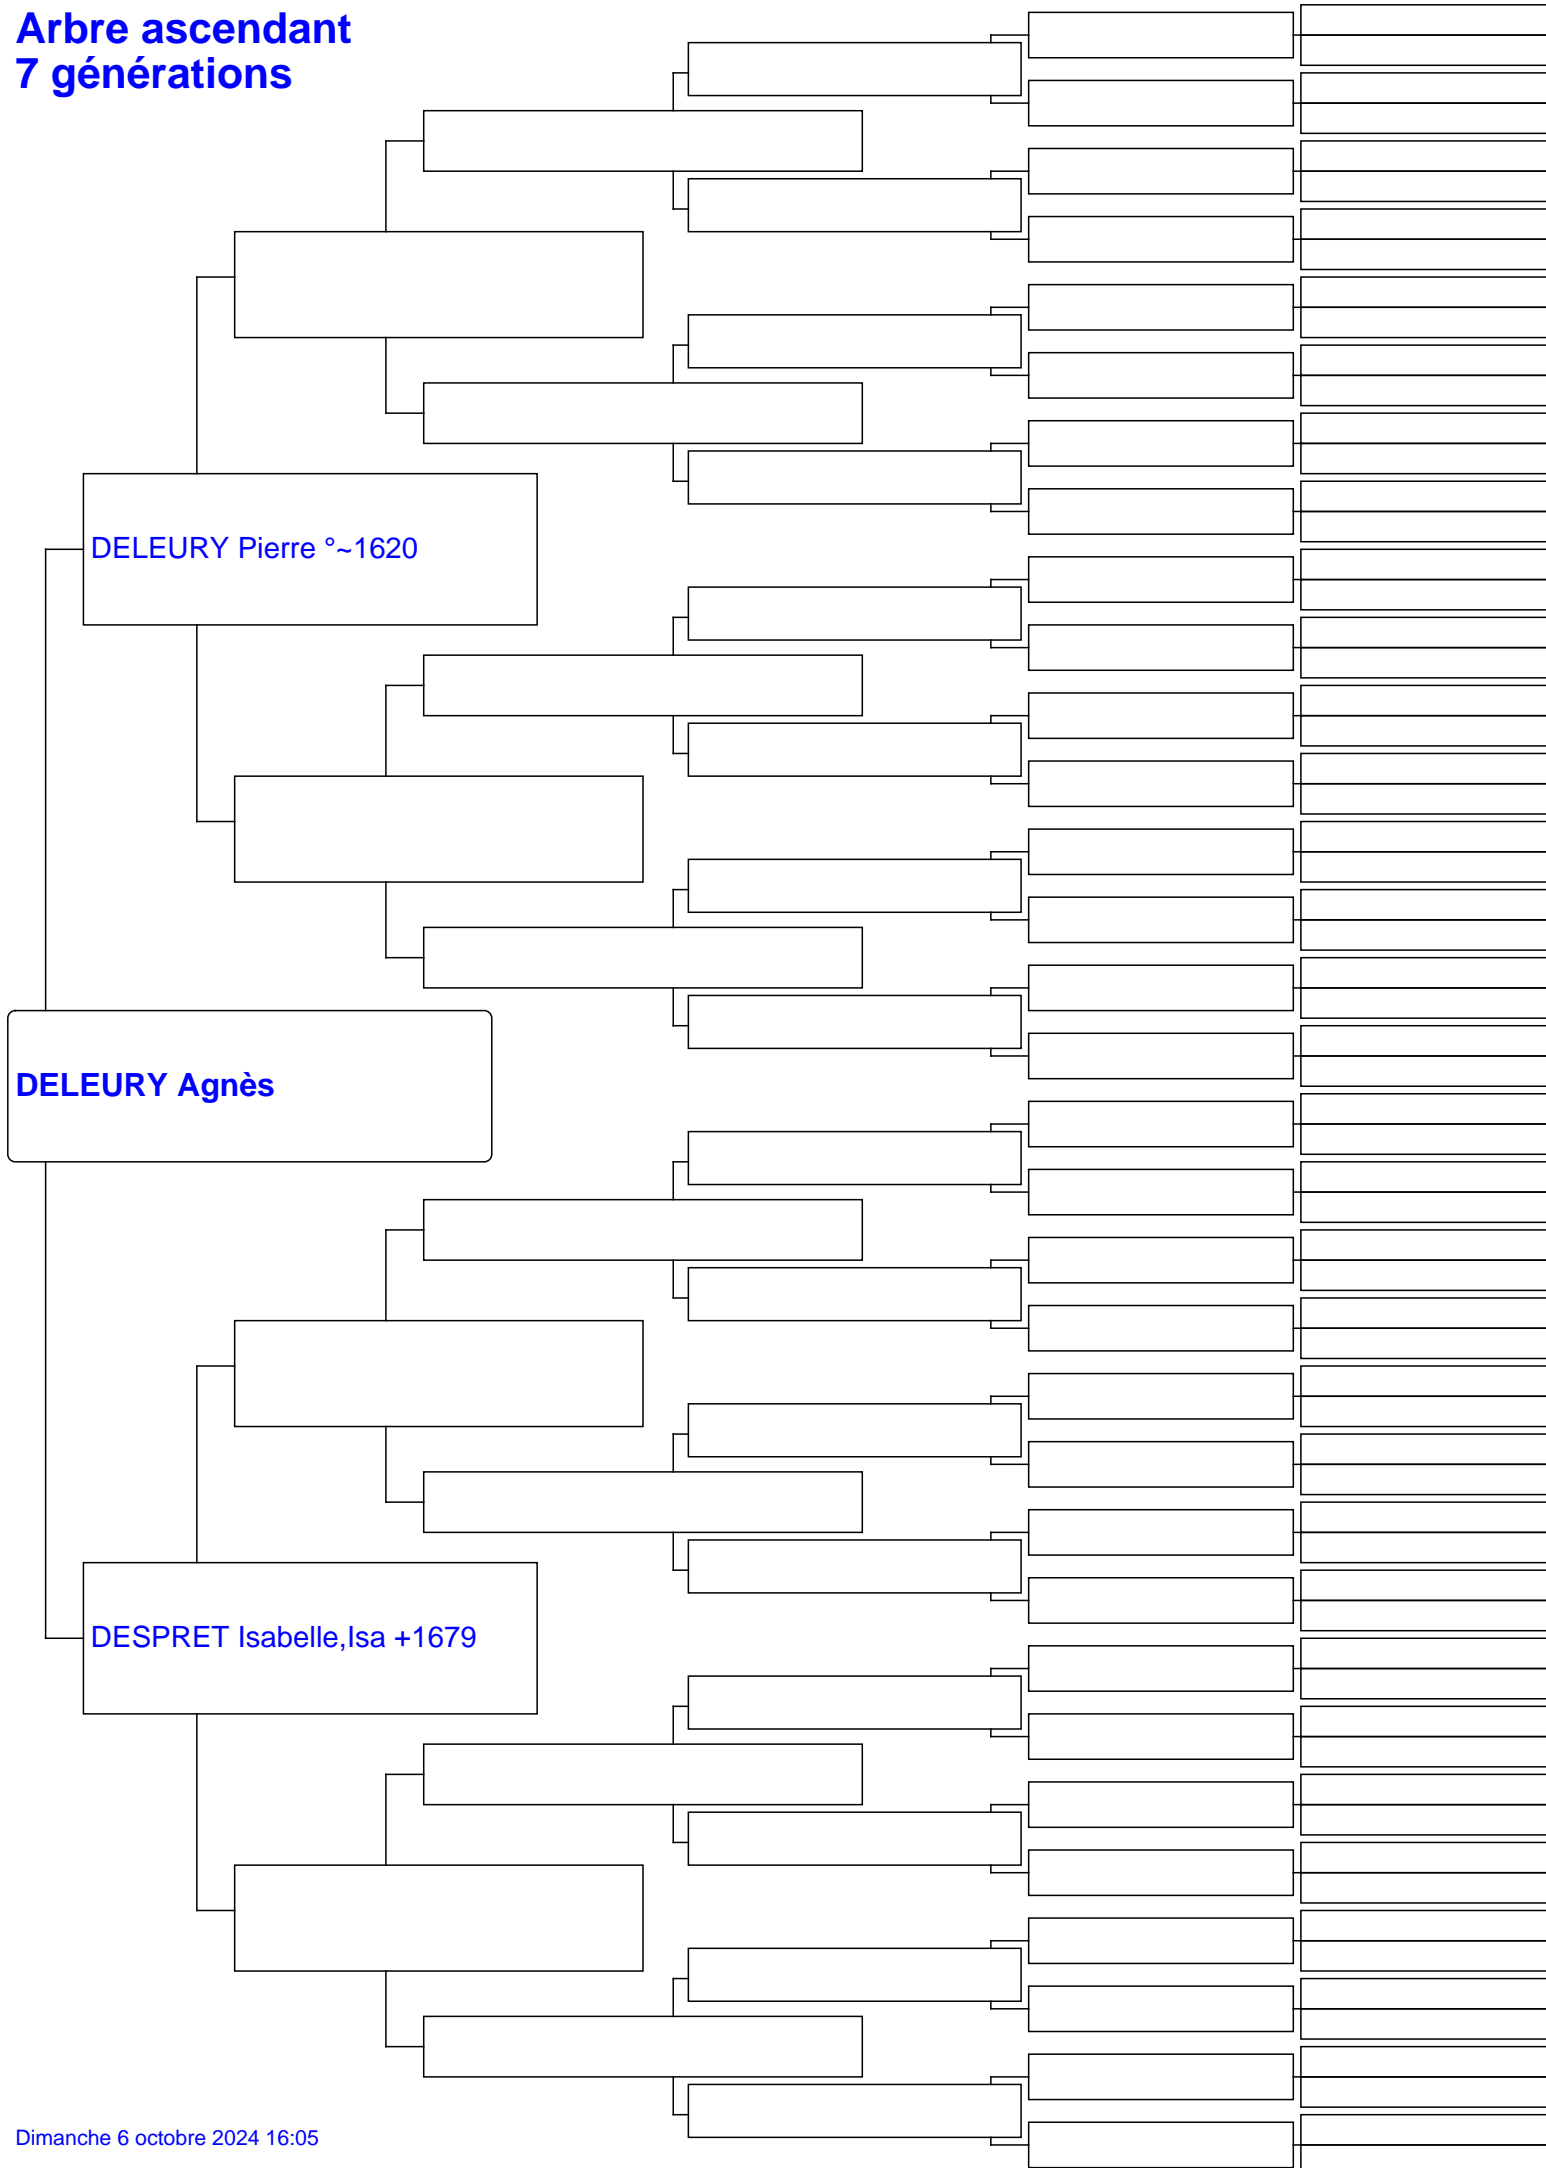 Arbre ascendant
7 générations
DELEURY Pierre °~1620
DELEURY Agnès
DESPRET Isabelle,Isa +1679
Dimanche 6 octobre 2024 16:05